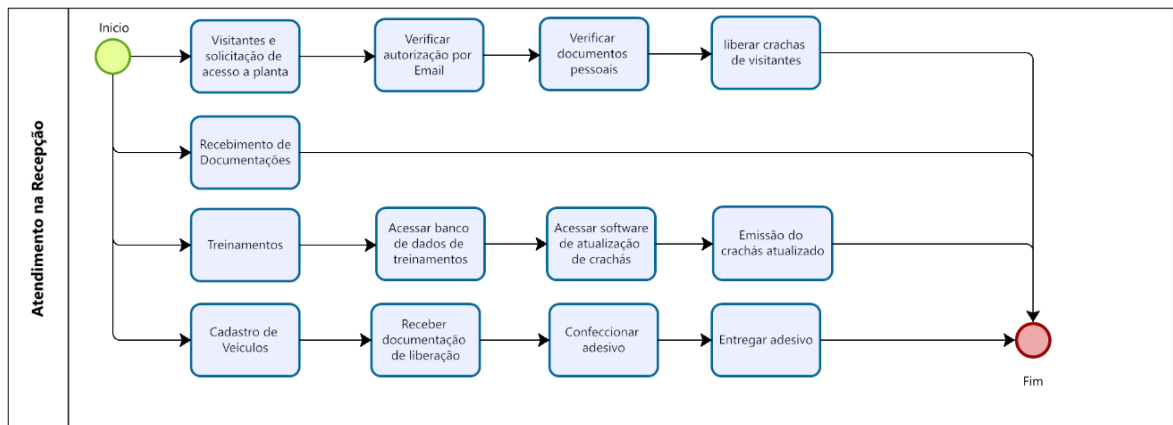 Atendimento na Recepção
Inicio
Visitantes e
solicitação de
acesso a planta
Verificar
autorização por
Email
Verificar
documentos
pessoais
liberar crachas
de visitantes
Recebimento de
Documentações
Treinamentos
Acessar banco
de dados de
treinamentos
Acessar software
de atualização
de crachás
Emissão do
crachás atualizado
Cadastro de
Veículos
Receber
documentação
de liberação
Confeccionar
adesivo
Entregar adesivo
Fim